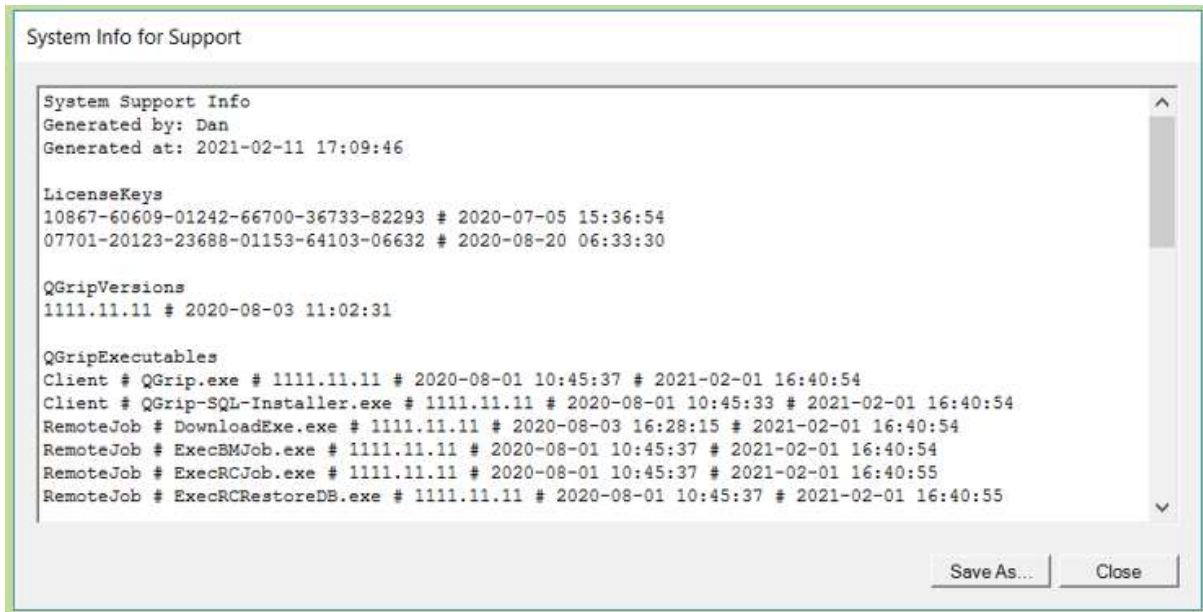 System Info for Support
System Support Info
Generated by: Dan
Generated at: 2021-02-11 17:09:46
LicenseKeys
10867-60609-01242-66700-36733-82293 # 2020-07-05 15:36:54
07701-20123-23688-01153-64103-06632 # 2020-08-20 06:33:30
QGripVersions
1111.11.11 # 2020-08-03 11:02:31
QGripExecutables
Client # QGrip.exe # 1111.11.11 # 2020-08-01 10:45:37 # 2021-02-01 16:40:54
Client # QGrip-SQL-Installer.exe # 1111.11.11 # 2020-08-01 10:45:33 # 2021-02-01 16:40:54
RemoteJob # DownloadExe.exe # 1111.11.11 # 2020-08-03 16:28:15 # 2021-02-01 16:40:54
RemoteJob # ExecBMJob.exe # 1111.11.11 # 2020-08-01 10:45:37 # 2021-02-01 16:40:54
RemoteJob # ExecRCJob.exe # 1111.11.11 # 2020-08-01 10:45:37 # 2021-02-01 16:40:55
RemoteJob # ExecRCRestoreDB.exe # 1111.11.11 # 2020-08-01 10:45:37 # 2021-02-01 16:40:55
Save As... Close